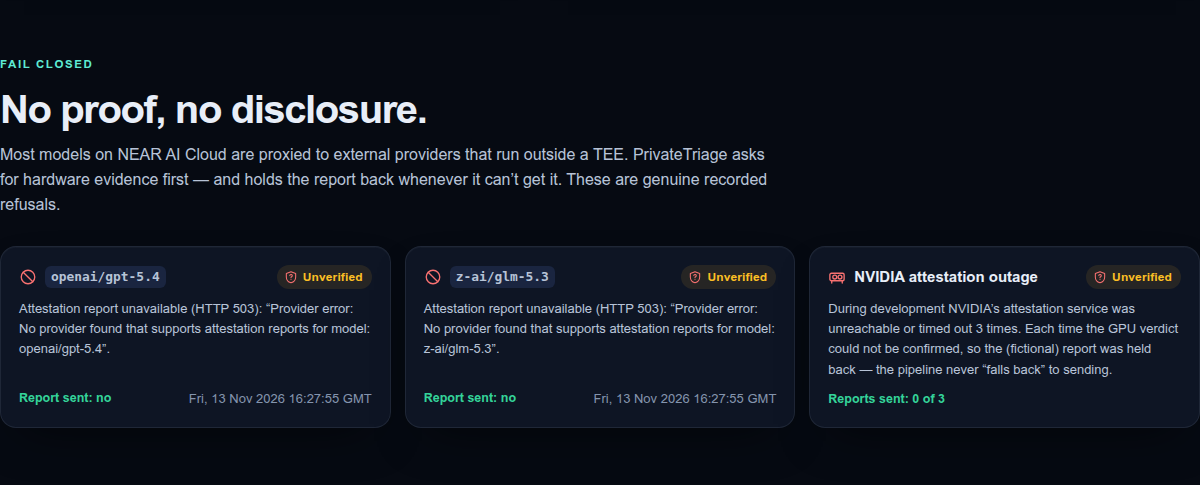 FAIL CLOSED
No proof, no disclosure.
Most models on NEAR AI Cloud are proxied to external providers that run outside a TEE. PrivateTriage asks
for hardware evidence first — and holds the report back whenever it can’t get it. These are genuine recorded
refusals.
openai/gpt-5.4
Unverified
Attestation report unavailable (HTTP 503): “Provider error:
No provider found that supports attestation reports for model:
openai/gpt-5.4”.
Report sent: no
Fri, 13 Nov 2026 16:27:55 GMT
z-ai/glm-5.3
Unverified
Attestation report unavailable (HTTP 503): “Provider error:
No provider found that supports attestation reports for model:
z-ai/glm-5.3”.
Report sent: no
Fri, 13 Nov 2026 16:27:55 GMT
NVIDIA attestation outage
Unverified
During development NVIDIA’s attestation service was
unreachable or timed out 3 times. Each time the GPU verdict
could not be confirmed, so the (fictional) report was held
back — the pipeline never “falls back” to sending.
Reports sent: 0 of 3